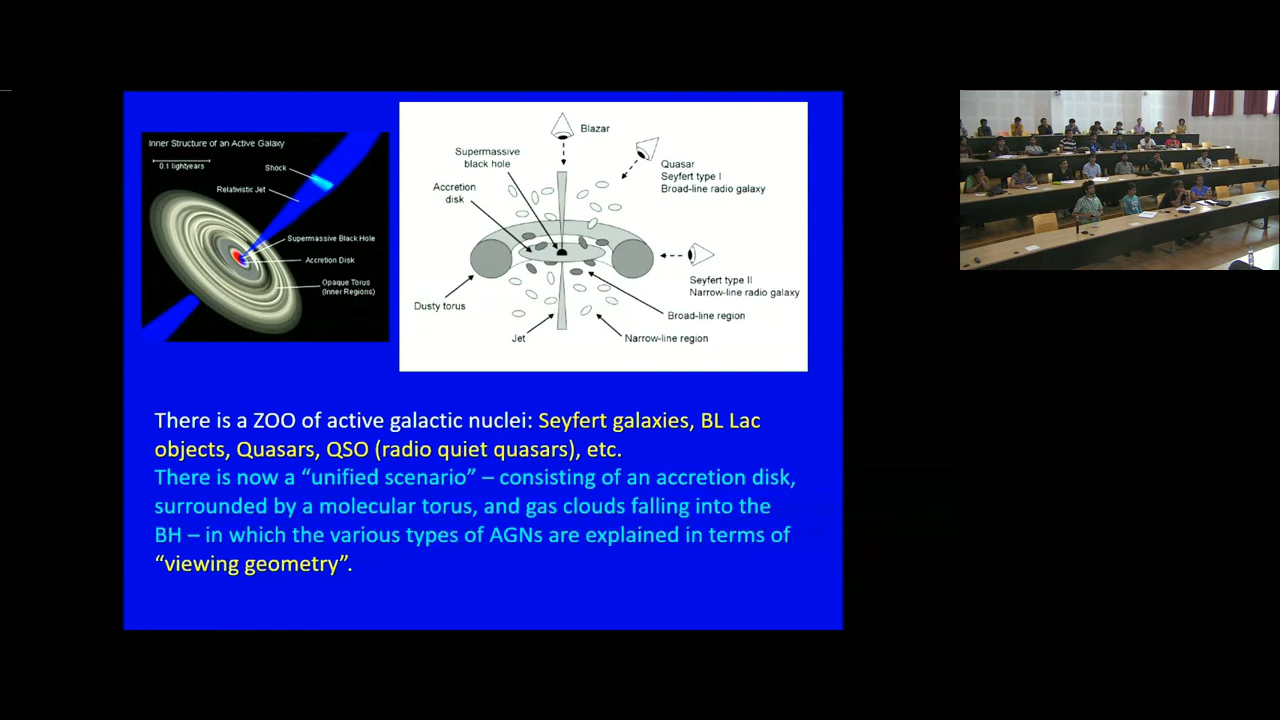 Inner Structure of an Active Galaxy
0.1 lightyears
Shock
Relativistic Jet
Supermassive Black Hole
Accretion Disk
Opaque Torus
(Inner Regions)
Blazar
Supermassive
black hole
Quasar
Seyfert type I
Broad-line radio galaxy
Accretion
disk
Seyfert type II
Narrow-line radio galaxy
Dusty torus
Broad-line region
Jet
Narrow-line region
There is a ZOO of active galactic nuclei: Seyfert galaxies, BL Lac
objects, Quasars, QSO (radio quiet quasars), etc.
There is now a “unified scenario” – consisting of an accretion disk,
surrounded by a molecular torus, and gas clouds falling into the
BH – in which the various types of AGNs are explained in terms of
“viewing geometry”.